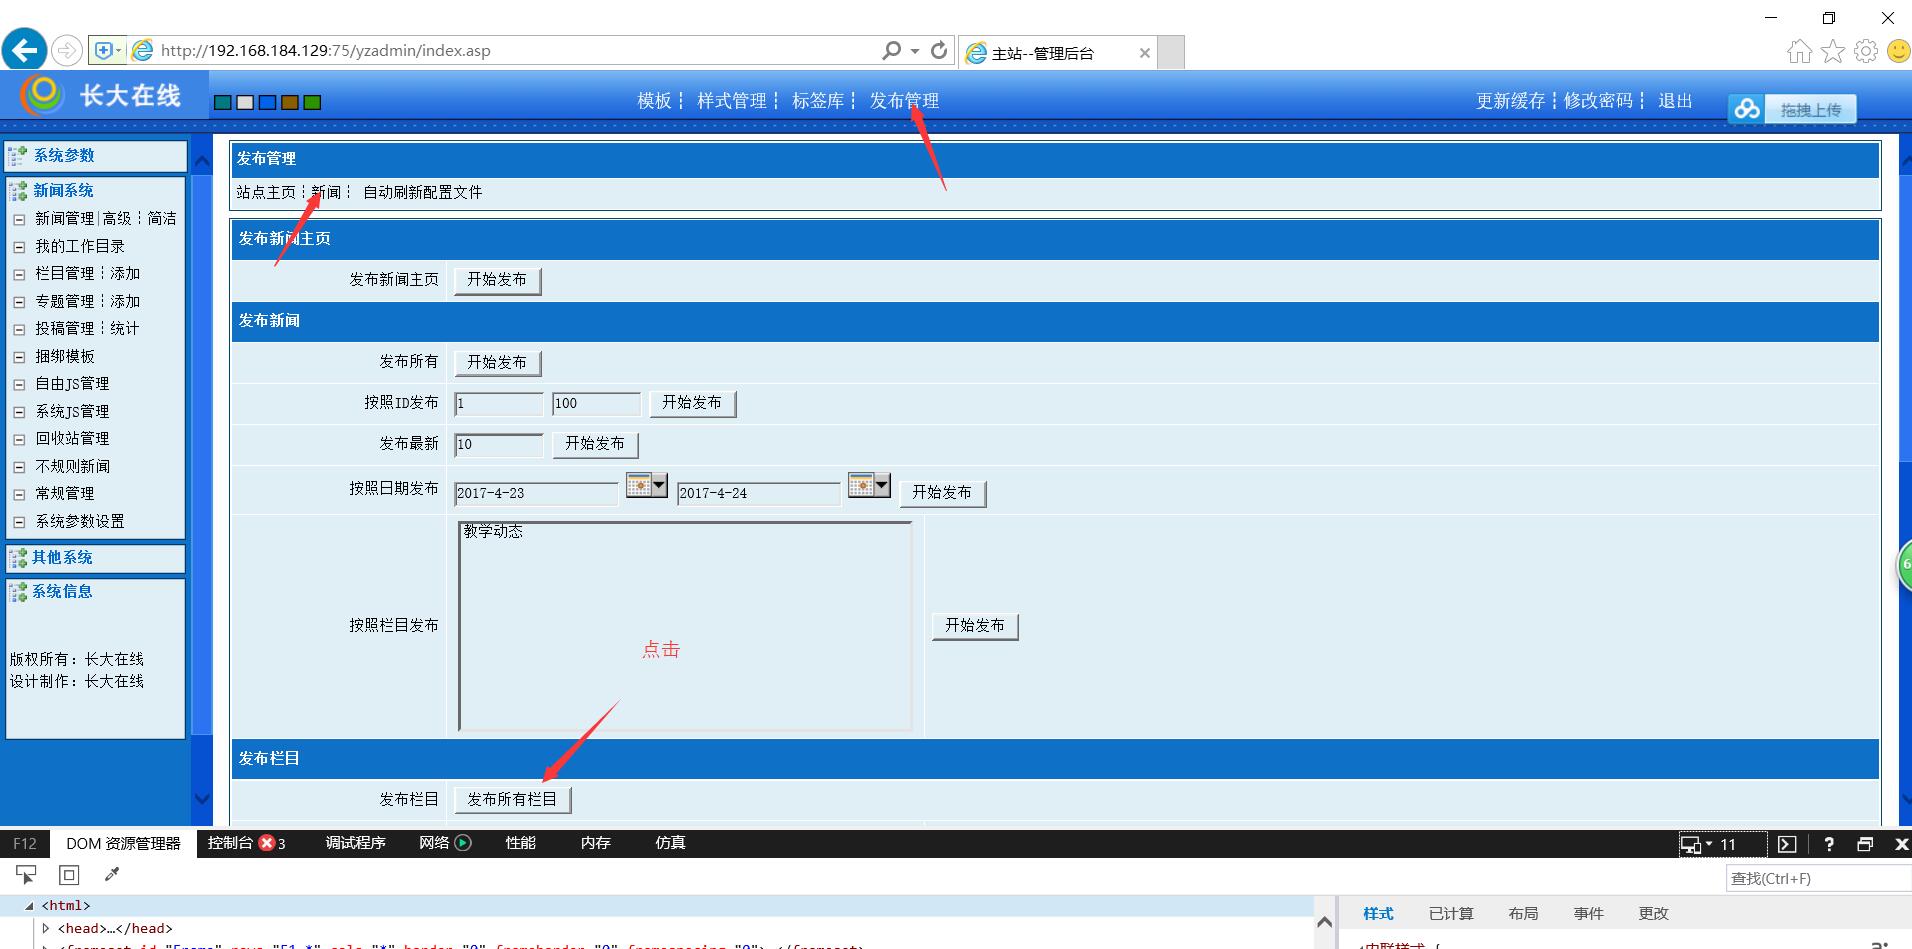 http://192.168.184.129:75/yzadmin/index.asp
主站--管理后台
长大在线
模板┆ 样式管理┆ 标签库┆ 发布管理
更新缓存┆修改密码┆ 退出
拖拽上传
系统参数
新闻系统
新闻管理|高级┆简洁
我的工作目录
栏目管理┆添加
专题管理┆添加
投稿管理┆统计
捆绑模板
自由JS管理
系统JS管理
回收站管理
不规则新闻
常规管理
系统参数设置
其他系统
系统信息
版权所有：长大在线
设计制作：长大在线
发布管理
站点主页┆新闻┆ 自动刷新配置文件
发布新闻主页
发布新闻主页 开始发布
发布新闻
发布所有 开始发布
按照ID发布 1 100 开始发布
发布最新 10 开始发布
按照日期发布 2017-4-23 2017-4-24 开始发布
教学动态
按照栏目发布 开始发布
点击
发布栏目
发布栏目 发布所有栏目
6
F12 DOM 资源管理器 控制台 3 调试程序 网络 性能 内存 仿真 11 ?
查找(Ctrl+F)
<html>
<head>…</head>
样式 已计算 布局 事件 更改